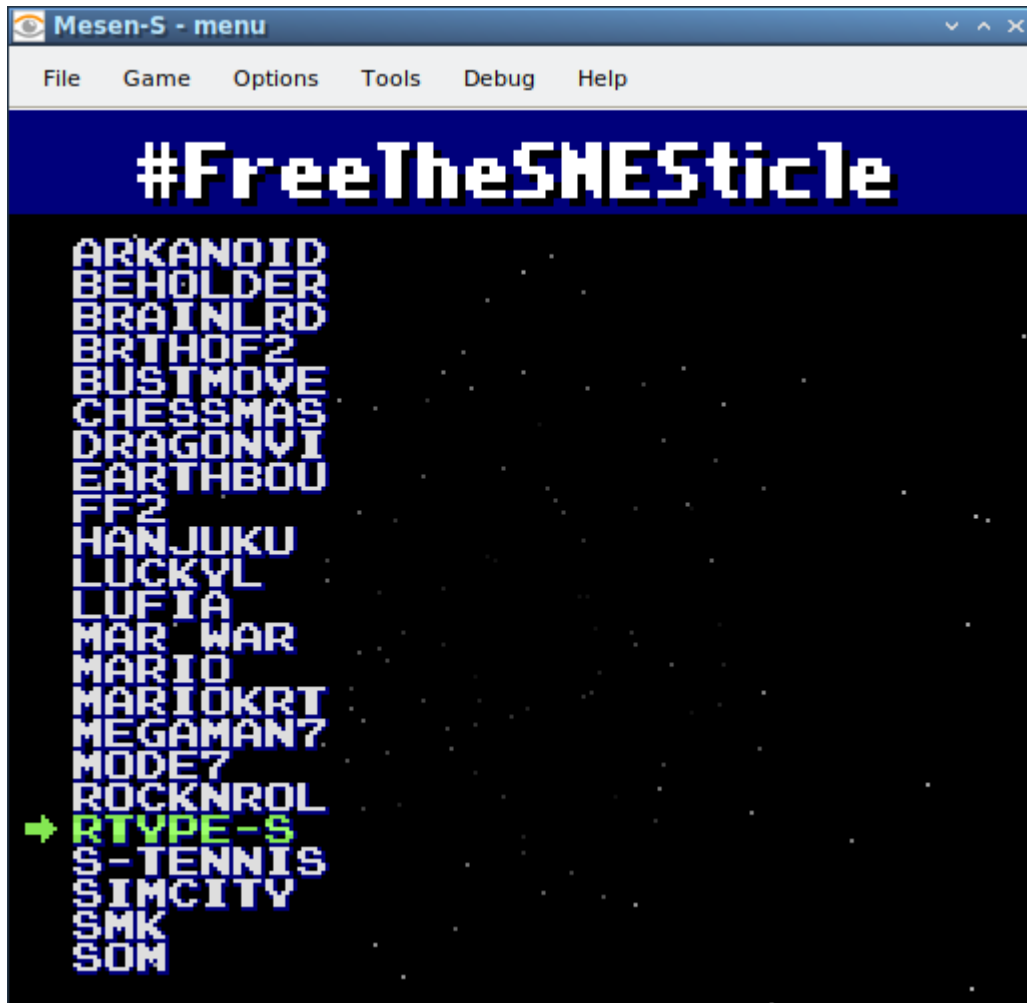 Mesen-S - menu
File Game Options Tools Debug Help
#FreeTheSNESticle
ARKANOID
BEHOLDER
BRAINLRD
BRTHOF2
BUSTMOVE
CHESSMAS
DRAGONVI
EARTHBOU
FF2
HANJUKU
LUCKYL
LUFIA
MAR WAR
MARIO
MARIOKRT
MEGAMAN7
MODE7
ROCKNROL
RTYPE-S
S-TENNIS
SIMCITY
SMK
SOM